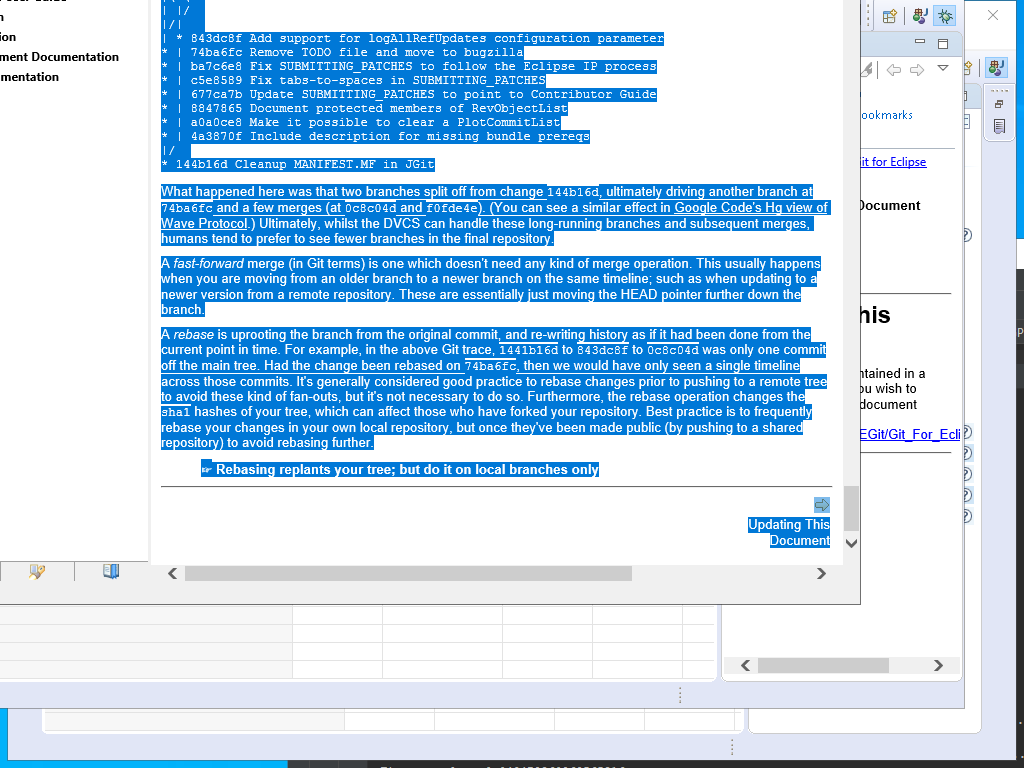 | |/
|/|
| * 843dc8f Add support for logAllRefUpdates configuration parameter
* | 74ba6fc Remove TODO file and move to bugzilla
* | ba7c6e8 Fix SUBMITTING_PATCHES to follow the Eclipse IP process
* | c5e8589 Fix tabs-to-spaces in SUBMITTING_PATCHES
* | 677ca7b Update SUBMITTING_PATCHES to point to Contributor Guide
* | 8847865 Document protected members of RevObjectList
* | a0a0ce8 Make it possible to clear a PlotCommitList
* | 4a3870f Include description for missing bundle prereqs
|/
* 144b16d Cleanup MANIFEST.MF in JGit
What happened here was that two branches split off from change 144b16d, ultimately driving another branch at
74ba6fc and a few merges (at 0c8c04d and f0fde4e). (You can see a similar effect in Google Code's Hg view of
Wave Protocol.) Ultimately, whilst the DVCS can handle these long-running branches and subsequent merges,
humans tend to prefer to see fewer branches in the final repository.
A fast-forward merge (in Git terms) is one which doesn't need any kind of merge operation. This usually happens
when you are moving from an older branch to a newer branch on the same timeline; such as when updating to a
newer version from a remote repository. These are essentially just moving the HEAD pointer further down the
branch.
A rebase is uprooting the branch from the original commit, and re-writing history as if it had been done from the
current point in time. For example, in the above Git trace, 1441b16d to 843dc8f to 0c8c04d was only one commit
off the main tree. Had the change been rebased on 74ba6fc, then we would have only seen a single timeline
across those commits. It's generally considered good practice to rebase changes prior to pushing to a remote tree
to avoid these kind of fan-outs, but it's not necessary to do so. Furthermore, the rebase operation changes the
sha1 hashes of your tree, which can affect those who have forked your repository. Best practice is to frequently
rebase your changes in your own local repository, but once they've been made public (by pushing to a shared
repository) to avoid rebasing further.
☞ Rebasing replants your tree; but do it on local branches only
Updating This
Document
ion
ment Documentation
mentation
ookmarks
it for Eclipse
Document
his
ntained in a
ou wish to
document
EGit/Git_For_Ecli